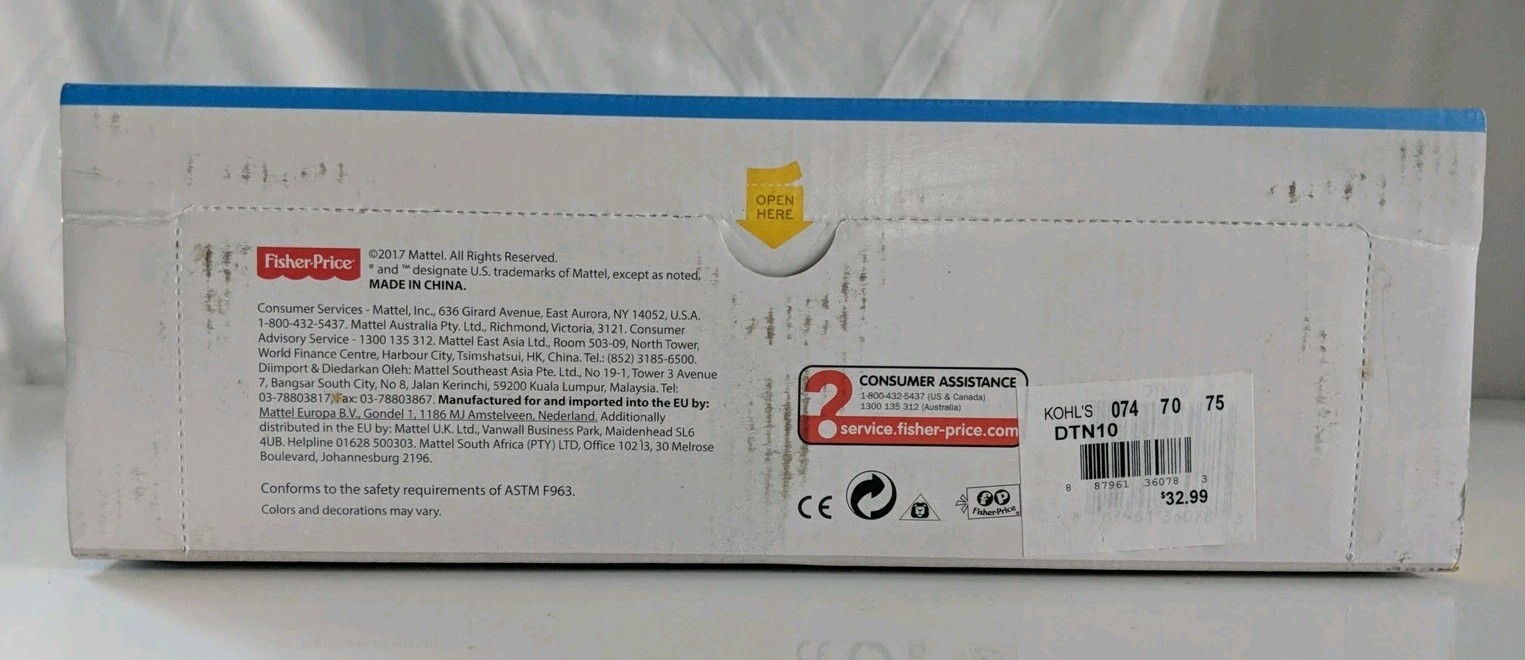 OPEN
HERE
Fisher-Price
©2017 Mattel. All Rights Reserved.
® and ™ designate U.S. trademarks of Mattel, except as noted.
MADE IN CHINA.
Consumer Services - Mattel, Inc., 636 Girard Avenue, East Aurora, NY 14052, U.S.A.
1-800-432-5437. Mattel Australia Pty. Ltd., Richmond, Victoria, 3121. Consumer
Advisory Service - 1300 135 312. Mattel East Asia Ltd., Room 503-09, North Tower,
World Finance Centre, Harbour City, Tsimshatsui, HK, China. Tel.: (852) 3185-6500.
Diimport & Diedarkan Oleh: Mattel Southeast Asia Pte. Ltd., No 19-1, Tower 3 Avenue
7, Bangsar South City, No 8, Jalan Kerinchi, 59200 Kuala Lumpur, Malaysia. Tel:
03-78803817, Fax: 03-78803867. Manufactured for and imported into the EU by:
Mattel Europa B.V., Gondel 1, 1186 MJ Amstelveen, Nederland. Additionally
distributed in the EU by: Mattel U.K. Ltd., Vanwall Business Park, Maidenhead SL6
4UB. Helpline 01628 500303. Mattel South Africa (PTY) LTD, Office 102 I3, 30 Melrose
Boulevard, Johannesburg 2196.
Conforms to the safety requirements of ASTM F963.
Colors and decorations may vary.
? CONSUMER ASSISTANCE
1-800-432-5437 (US & Canada)
1300 135 312 (Australia)
service.fisher-price.com
CE
Fisher-Price
KOHL'S 074 70 75
DTN10
8 87961 36078 3
$32.99